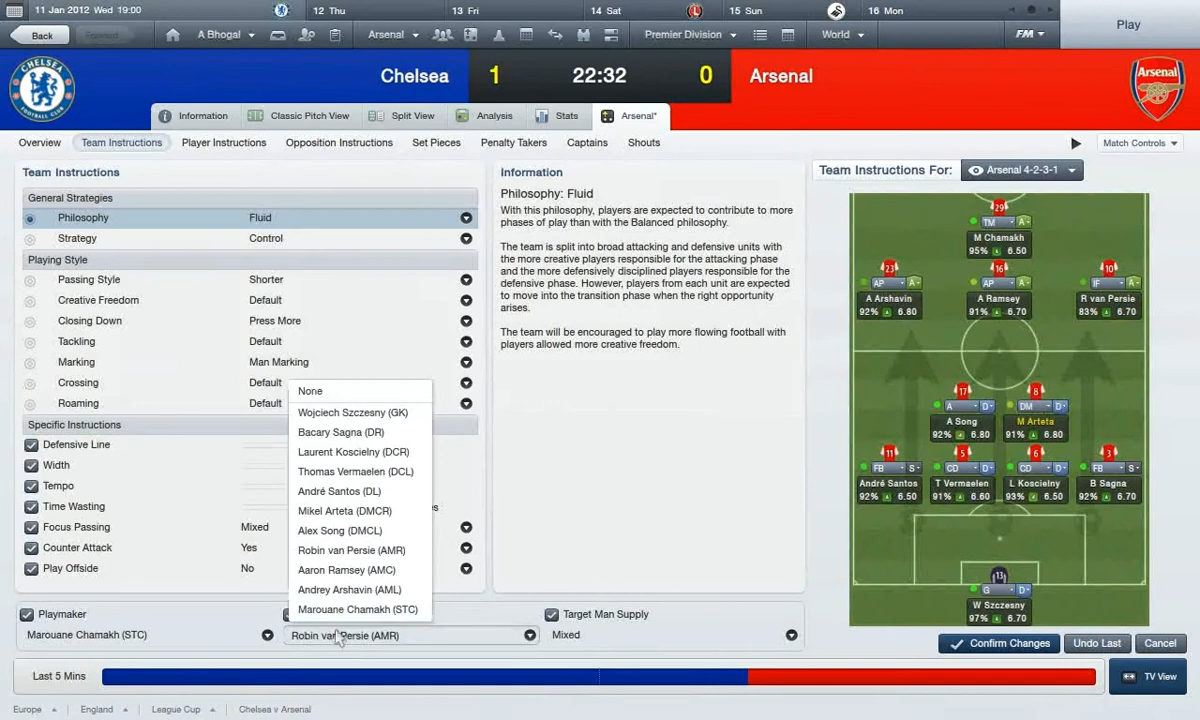 11 Jan 2012 Wed 19:00
12 Thu
13 Fri
14 Sat
15 Sun
16 Mon
Play
Back
A Bhogal
Arsenal
Premier Division
World
FM
Chelsea 1 22:32 0 Arsenal
Information
Classic Pitch View
Split View
Analysis
Stats
Arsenal*
Overview
Team Instructions
Player Instructions
Opposition Instructions
Set Pieces
Penalty Takers
Captains
Shouts
Match Controls
Team Instructions
General Strategies
Philosophy Fluid
Strategy Control
Playing Style
Passing Style Shorter
Creative Freedom Default
Closing Down Press More
Tackling Default
Marking Man Marking
Crossing Default
Roaming Default
Specific Instructions
Defensive Line
Width
Tempo
Time Wasting
Focus Passing Mixed
Counter Attack Yes
Play Offside No
None
Wojciech Szczesny (GK)
Bacary Sagna (DR)
Laurent Koscielny (DCR)
Thomas Vermaelen (DCL)
André Santos (DL)
Mikel Arteta (DMCR)
Alex Song (DMCL)
Robin van Persie (AMR)
Aaron Ramsey (AMC)
Andrey Arshavin (AML)
Marouane Chamakh (STC)
Playmaker
Marouane Chamakh (STC)
Robin van Persie (AMR)
Target Man Supply
Mixed
Information
Philosophy: Fluid
With this philosophy, players are expected to contribute to more
phases of play than with the Balanced philosophy.
The team is split into broad attacking and defensive units with
the more creative players responsible for the attacking phase
and the more defensively disciplined players responsible for the
defensive phase. However, players from each unit are expected
to move into the transition phase when the right opportunity
arises.
The team will be encouraged to play more flowing football with
players allowed more creative freedom.
Team Instructions For:
Arsenal 4-2-3-1
29
TM A
M Chamakh
95% 6.50
23 16 10
AP A AP A IF A
A Arshavin A Ramsey R van Persie
92% 6.80 91% 6.70 83% 6.70
17 8
A D DM D
A Song M Arteta
92% 6.80 91% 6.80
11 5 6 3
FB S CD D CD D FB S
André Santos T Vermaelen L Koscielny B Sagna
92% 6.50 91% 6.60 93% 6.50 92% 6.70
13
G D
W Szczesny
97% 6.70
Confirm Changes
Undo Last
Cancel
Last 5 Mins
TV View
Europe
England
League Cup
Chelsea v Arsenal